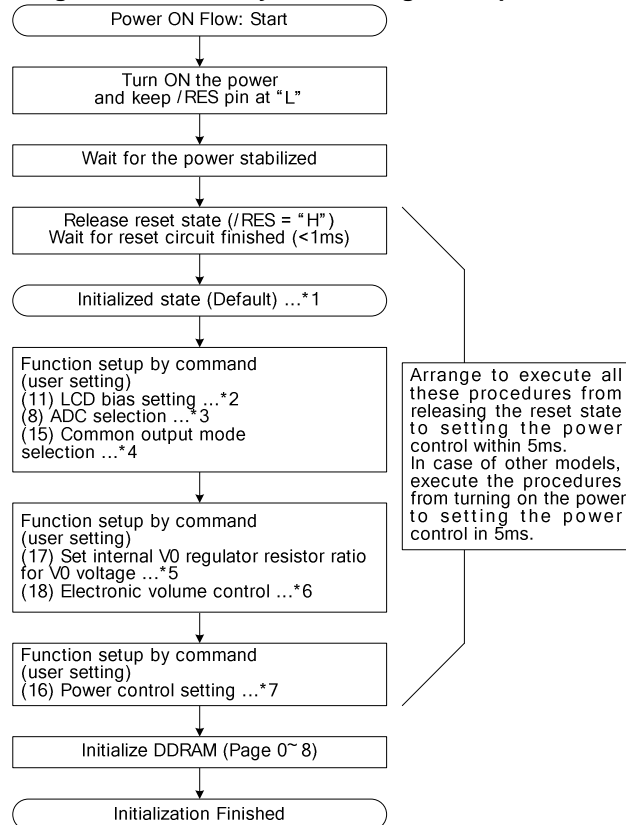 Power ON Flow: Start
Turn ON the power
and keep /RES pin at “L”
Wait for the power stabilized
Release reset state (/RES = “H”)
Wait for reset circuit finished (<1ms)
Initialized state (Default) ...*1
Function setup by command
(user setting)
(11) LCD bias setting ...*2
(8) ADC selection ...*3
(15) Common output mode
selection ...*4
Function setup by command
(user setting)
(17) Set internal V0 regulator resistor ratio
for V0 voltage ...*5
(18) Electronic volume control ...*6
Function setup by command
(user setting)
(16) Power control setting ...*7
Initialize DDRAM (Page 0~8)
Initialization Finished
Arrange to execute all
these procedures from
releasing the reset state
to setting the power
control within 5ms.
In case of other models,
execute the procedures
from turning on the power
to setting the power
control in 5ms.